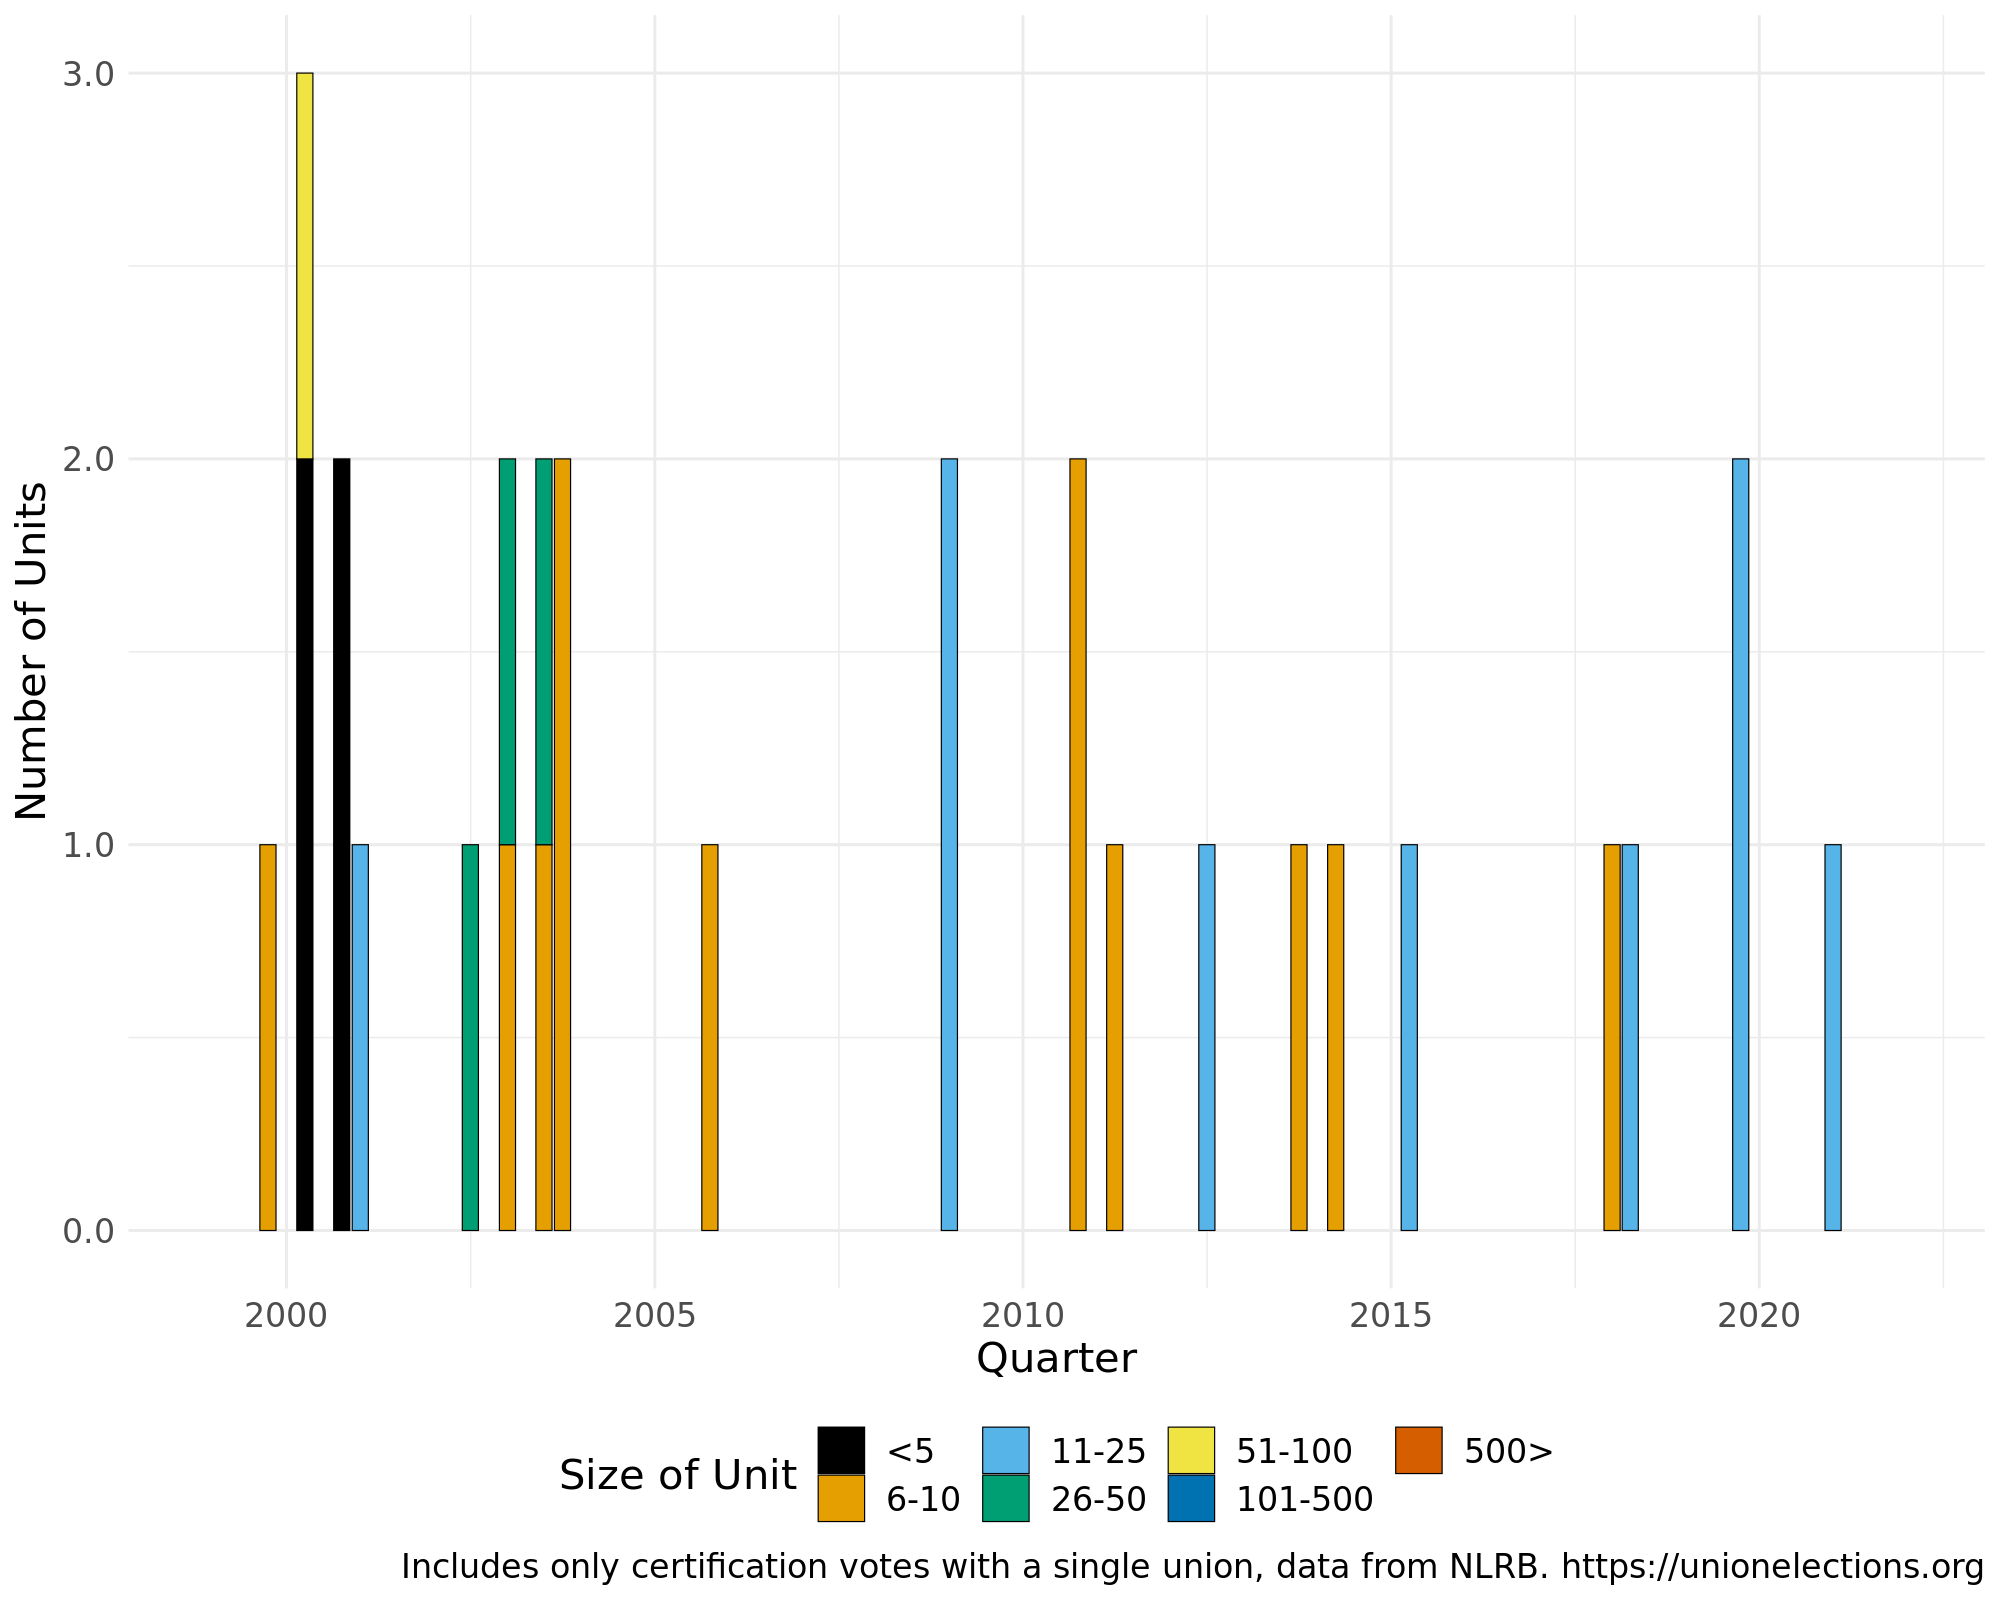 3.0
2.0
1.0
0.0
Number of Units
2000 2005 2010 2015 2020
Quarter
Size of Unit
<5 11-25 51-100 500>
6-10 26-50 101-500
Includes only certification votes with a single union, data from NLRB. https://unionelections.org